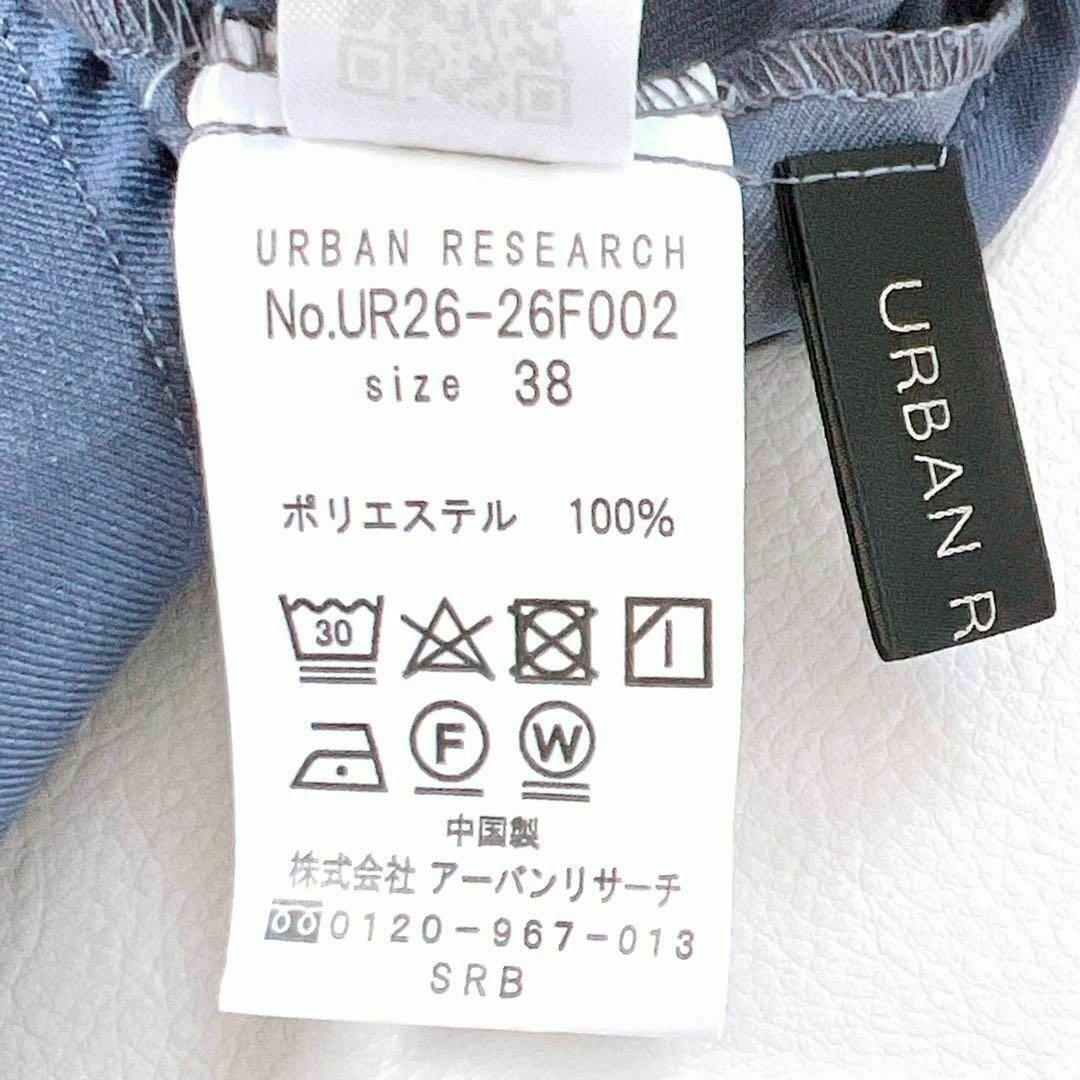 URBAN RESEARCH
No.UR26-26F002
size 38
ポリエステル 100%
30
F
W
中国製
株式会社 アーバンリサーチ
0120-967-013
SRB
URBAN R